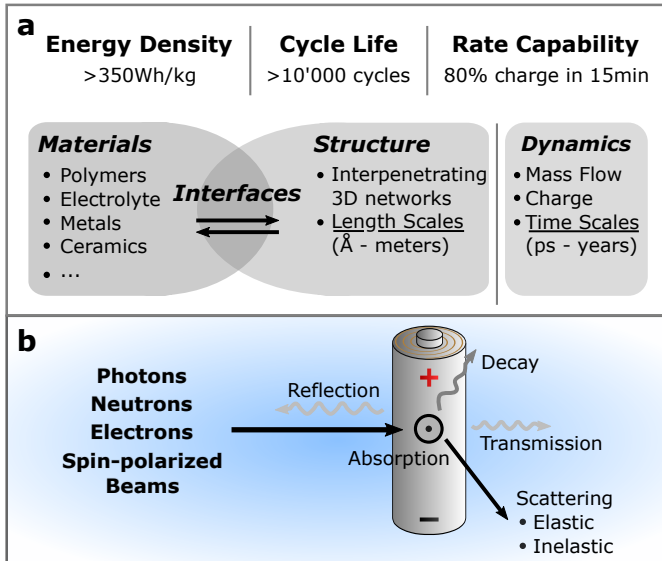 a
Energy Density
>350Wh/kg
Cycle Life
>10'000 cycles
Rate Capability
80% charge in 15min
Materials
• Polymers
• Electrolyte
• Metals
• Ceramics
• ...
Interfaces
Structure
• Interpenetrating
3D networks
• Length Scales
(Å - meters)
Dynamics
• Mass Flow
• Charge
• Time Scales
(ps - years)
b
Photons
Neutrons
Electrons
Spin-polarized
Beams
Reflection
Absorption
+
−
Decay
Transmission
Scattering
• Elastic
• Inelastic